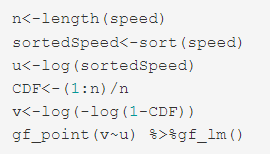 n<-length(speed)
sortedSpeed<-sort(speed)
u<-log(sortedSpeed)
CDF<-(1:n)/n
v<-log(-log(1-CDF))
gf_point(v~u) %>%gf_lm()